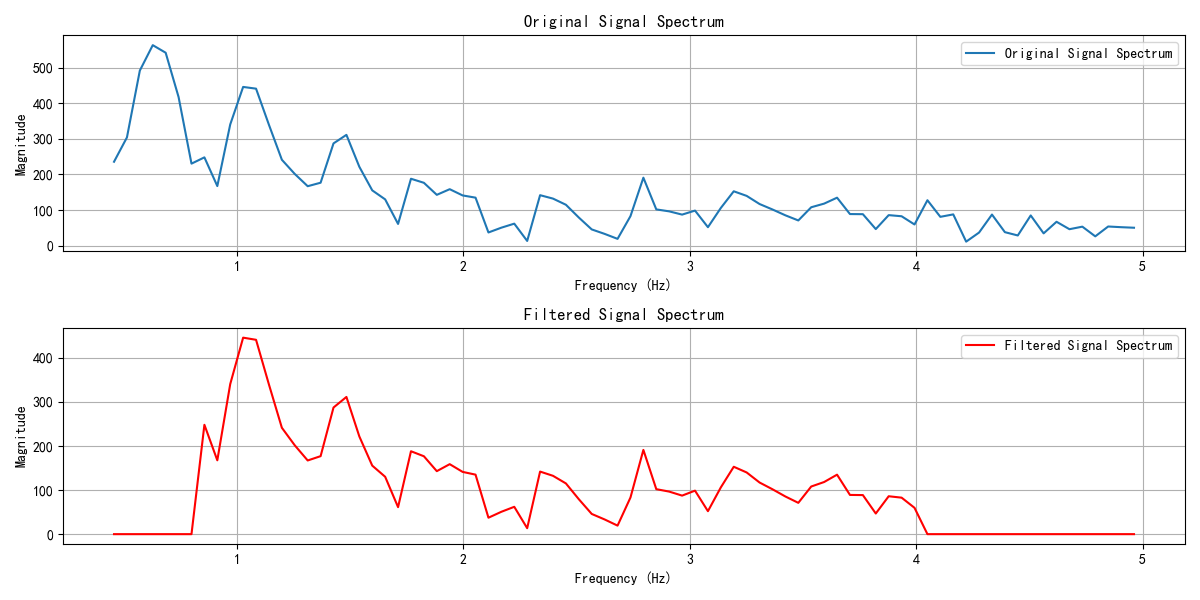 Original Signal Spectrum
Original Signal Spectrum
Magnitude
500
400
300
200
100
0
1 2 3 4 5
Frequency (Hz)
Filtered Signal Spectrum
Filtered Signal Spectrum
Magnitude
400
300
200
100
0
1 2 3 4 5
Frequency (Hz)